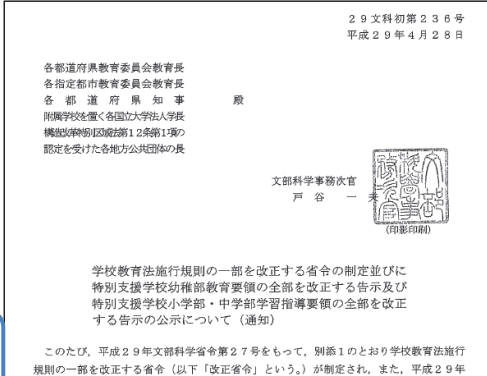 29文科初第236号
平成29年4月28日
各都道府県教育委員会教育長
各指定都市教育委員会教育長
各都道府県知事 殿
附属学校を置く各国立大学法人学長
構造改革特別区域法第12条第1項の
認定を受けた各地方公共団体の長
文部科学事務次官
戸谷一夫
(印影印刷)
学校教育法施行規則の一部を改正する省令の制定並びに
特別支援学校幼稚部教育要領の全部を改正する告示及び
特別支援学校小学部・中学部学習指導要領の全部を改正
する告示の公示について(通知)
このたび,平成29年文部科学省令第27号をもって,別添1のとおり学校教育法施行
規則の一部を改正する省令(以下「改正省令」という。)が制定され,また,平成29年